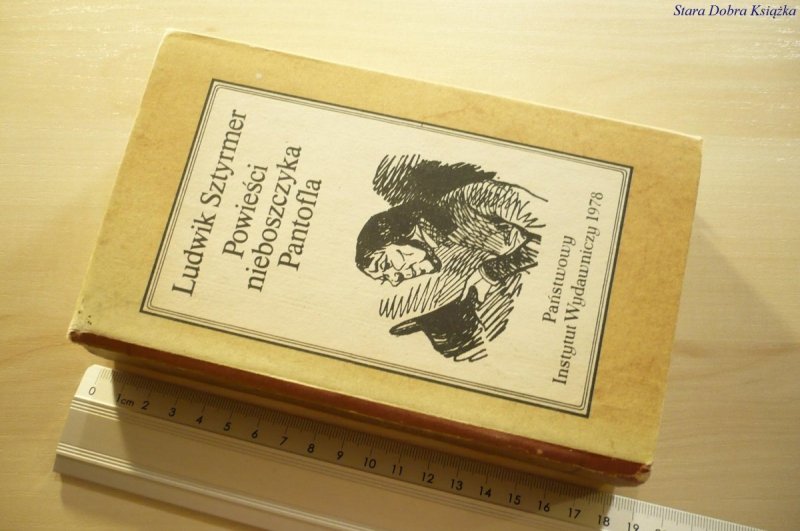 Stara Dobra Książka
Ludwik Sztyrmer
Powieści
nieboszczyka
Pantofla
Państwowy
Instytut Wydawniczy 1978
0 1cm 2 3 4 5 6 7 8 9 10 11 12 13 14 15 16 17 18 19